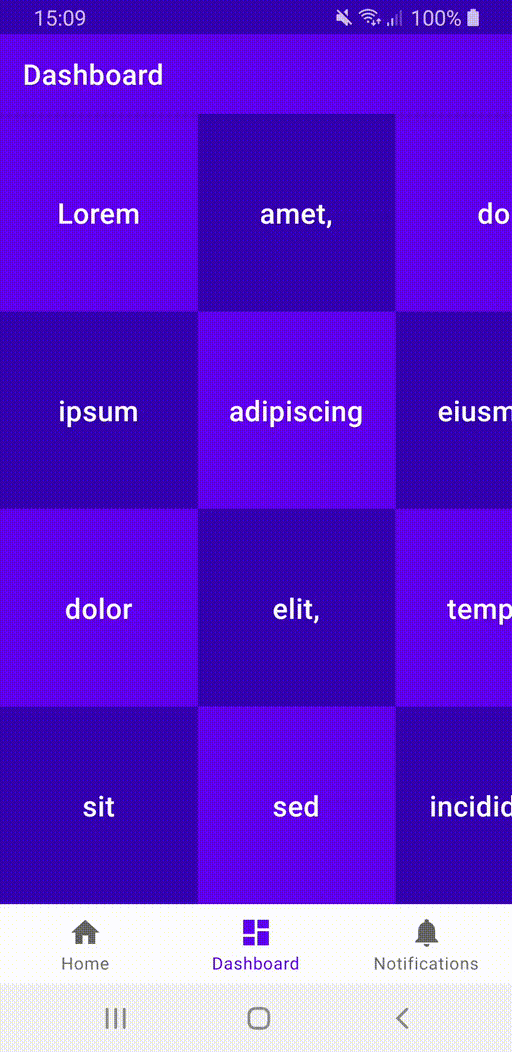 15:09 100%
Dashboard
Lorem amet, do
ipsum adipiscing eiusm
dolor elit, temp
sit sed incidid
Home Dashboard Notifications